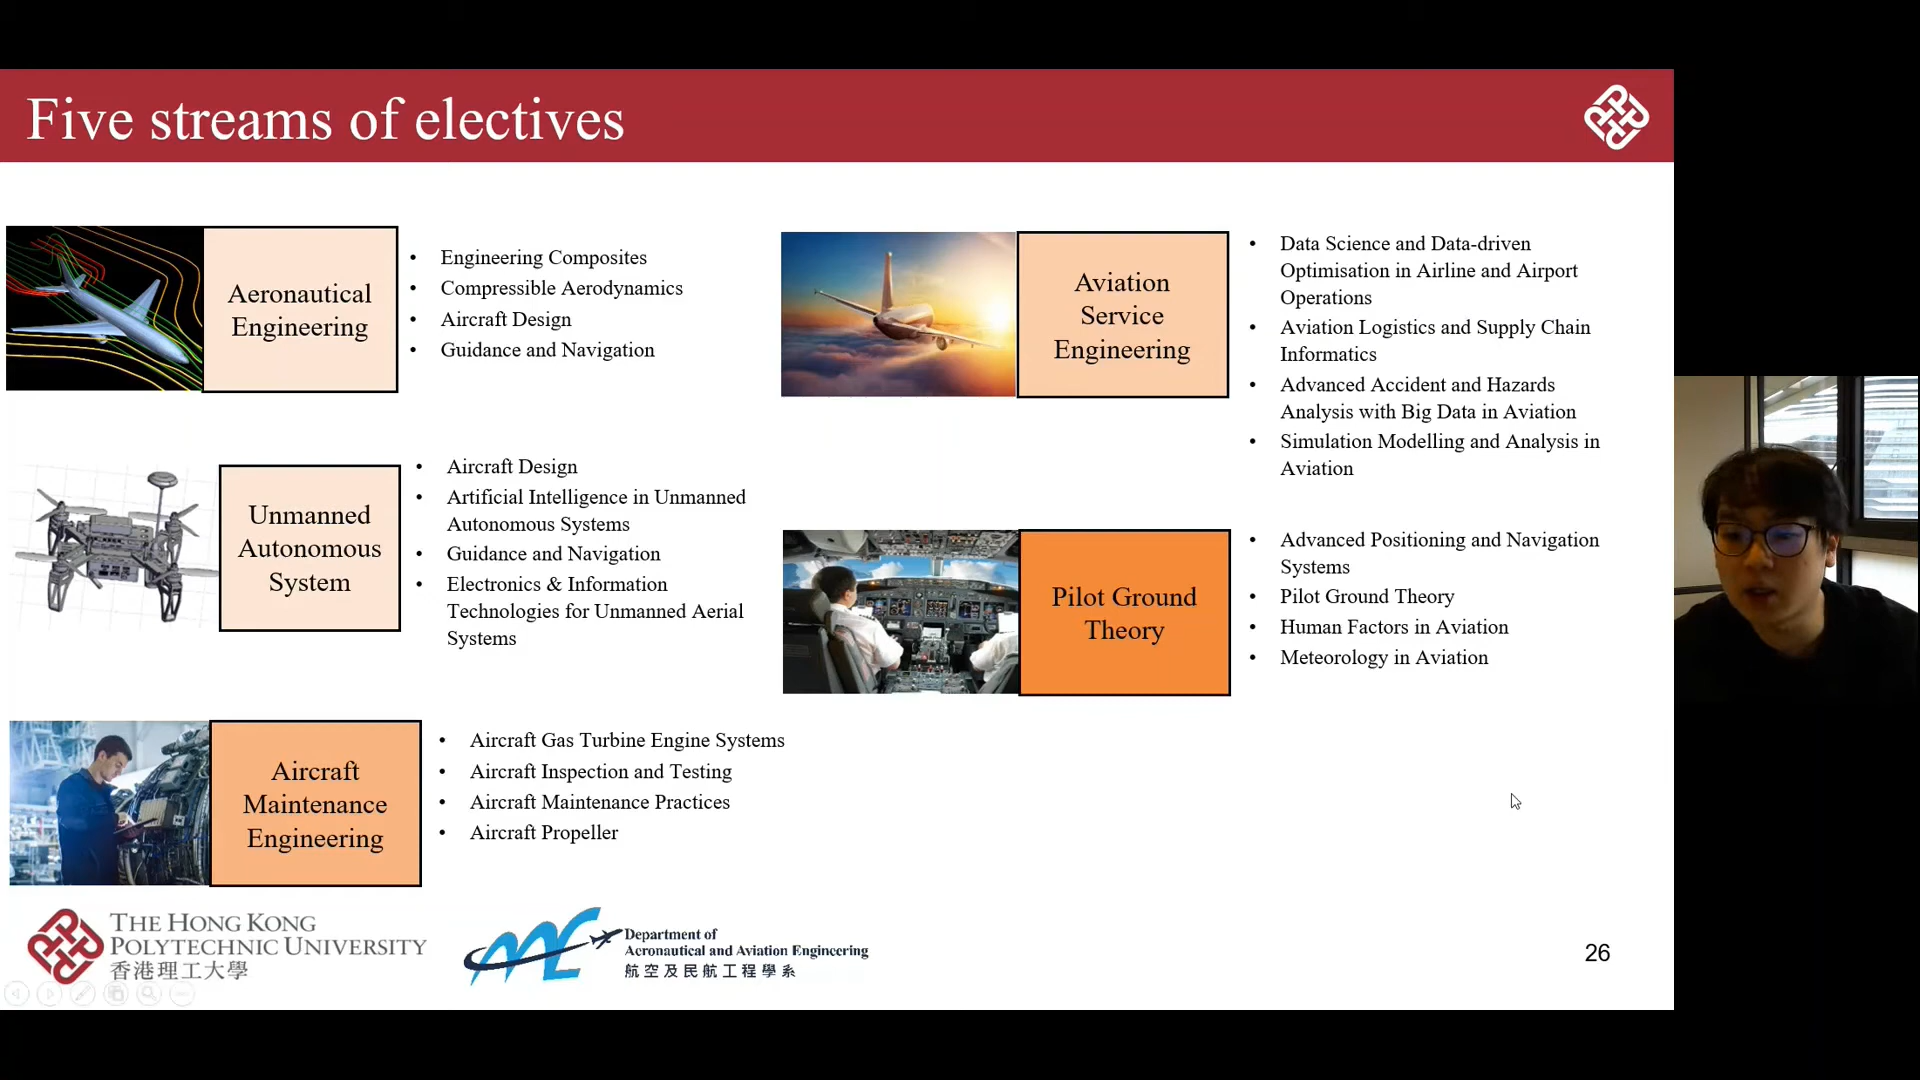 Five streams of electives
Aeronautical
Engineering
• Engineering Composites
• Compressible Aerodynamics
• Aircraft Design
• Guidance and Navigation
Unmanned
Autonomous
System
• Aircraft Design
• Artificial Intelligence in Unmanned
Autonomous Systems
• Guidance and Navigation
• Electronics & Information
Technologies for Unmanned Aerial
Systems
Aircraft
Maintenance
Engineering
• Aircraft Gas Turbine Engine Systems
• Aircraft Inspection and Testing
• Aircraft Maintenance Practices
• Aircraft Propeller
Aviation
Service
Engineering
• Data Science and Data-driven
Optimisation in Airline and Airport
Operations
• Aviation Logistics and Supply Chain
Informatics
• Advanced Accident and Hazards
Analysis with Big Data in Aviation
• Simulation Modelling and Analysis in
Aviation
Pilot Ground
Theory
• Advanced Positioning and Navigation
Systems
• Pilot Ground Theory
• Human Factors in Aviation
• Meteorology in Aviation
THE HONG KONG
POLYTECHNIC UNIVERSITY
香港理工大學
AAE
Department of
Aeronautical and Aviation Engineering
航空及民航工程學系
26